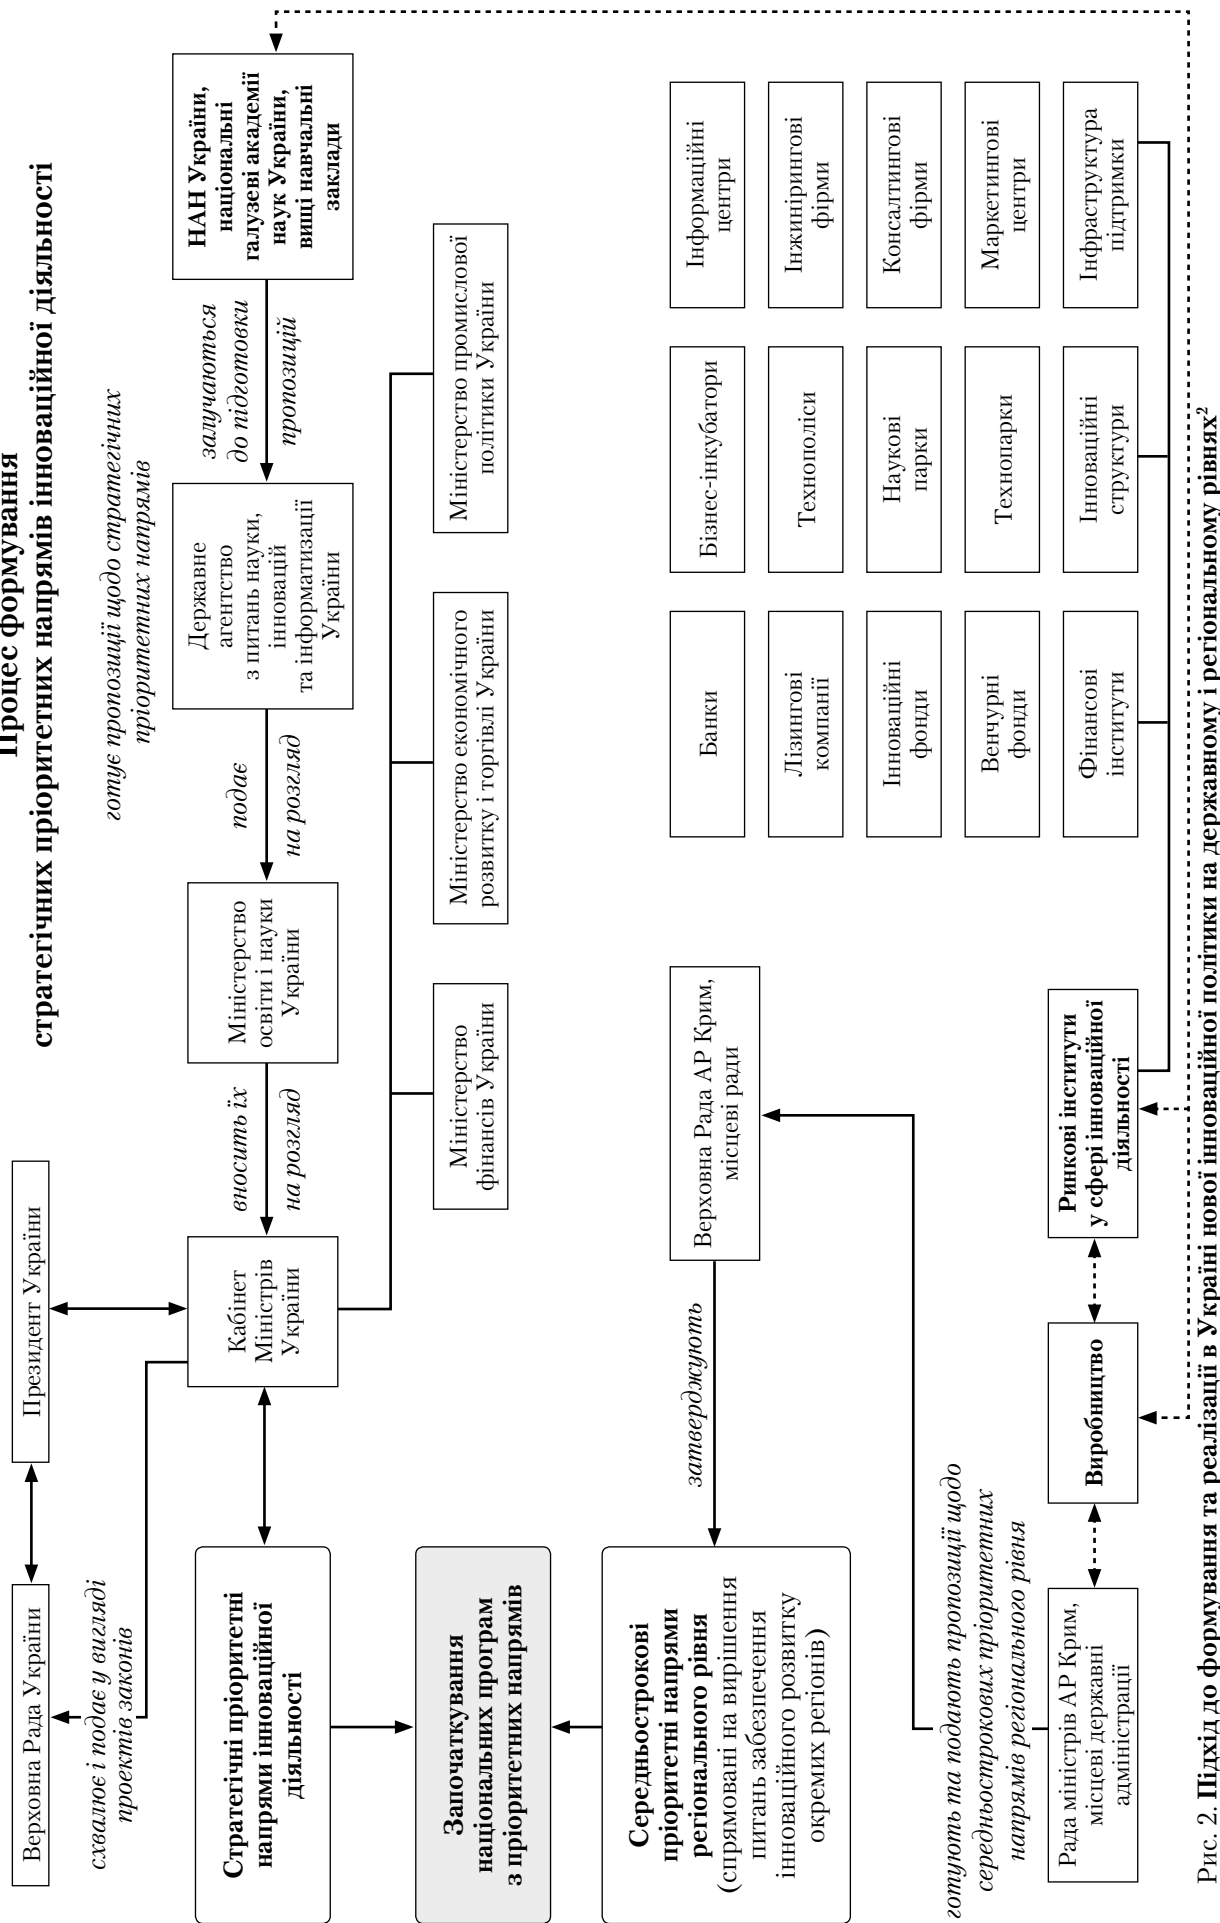 Процес формування
стратегічних пріоритетних напрямів інноваційної діяльності
Верховна Рада України
Президент України
схвалює і подає у вигляді
проектів законів
готує пропозиції щодо стратегічних
пріоритетних напрямів
Стратегічні пріоритетні
напрями інноваційної
діяльності
Кабінет
Міністрів
України
вносить їх
на розгляд
Міністерство
освіти і науки
України
подає
на розгляд
Державне
агентство
з питань науки,
інновацій
та інформатизації
України
залучаються
до підготовки
пропозицій
НАН України,
національні
галузеві академії
наук України,
вищі навчальні
заклади
Започаткування
національних програм
з пріоритетних напрямів
Міністерство
фінансів України
Міністерство економічного
розвитку і торгівлі України
Міністерство промислової
політики України
Середньострокові
пріоритетні напрями
регіонального рівня
(спрямовані на вирішення
питань забезпечення
інноваційного розвитку
окремих регіонів)
затверджують
Верховна Рада АР Крим,
місцеві ради
Банки
Бізнес-інкубатори
Інформаційні
центри
Лізингові
компанії
Технополіси
Інжинірингові
фірми
Інноваційні
фонди
Наукові
парки
Консалтингові
фірми
Венчурні
фонди
Технопарки
Маркетингові
центри
Фінансові
інститути
Інноваційні
структури
Інфраструктура
підтримки
готують та подають пропозиції щодо
середньострокових пріоритетних
напрямів регіонального рівня
Рада міністрів АР Крим,
місцеві державні
адміністрації
Виробництво
Ринкові інститути
у сфері інноваційної
діяльності
Рис. 2. Підхід до формування та реалізації в Україні нової інноваційної політики на державному і регіональному рівнях²